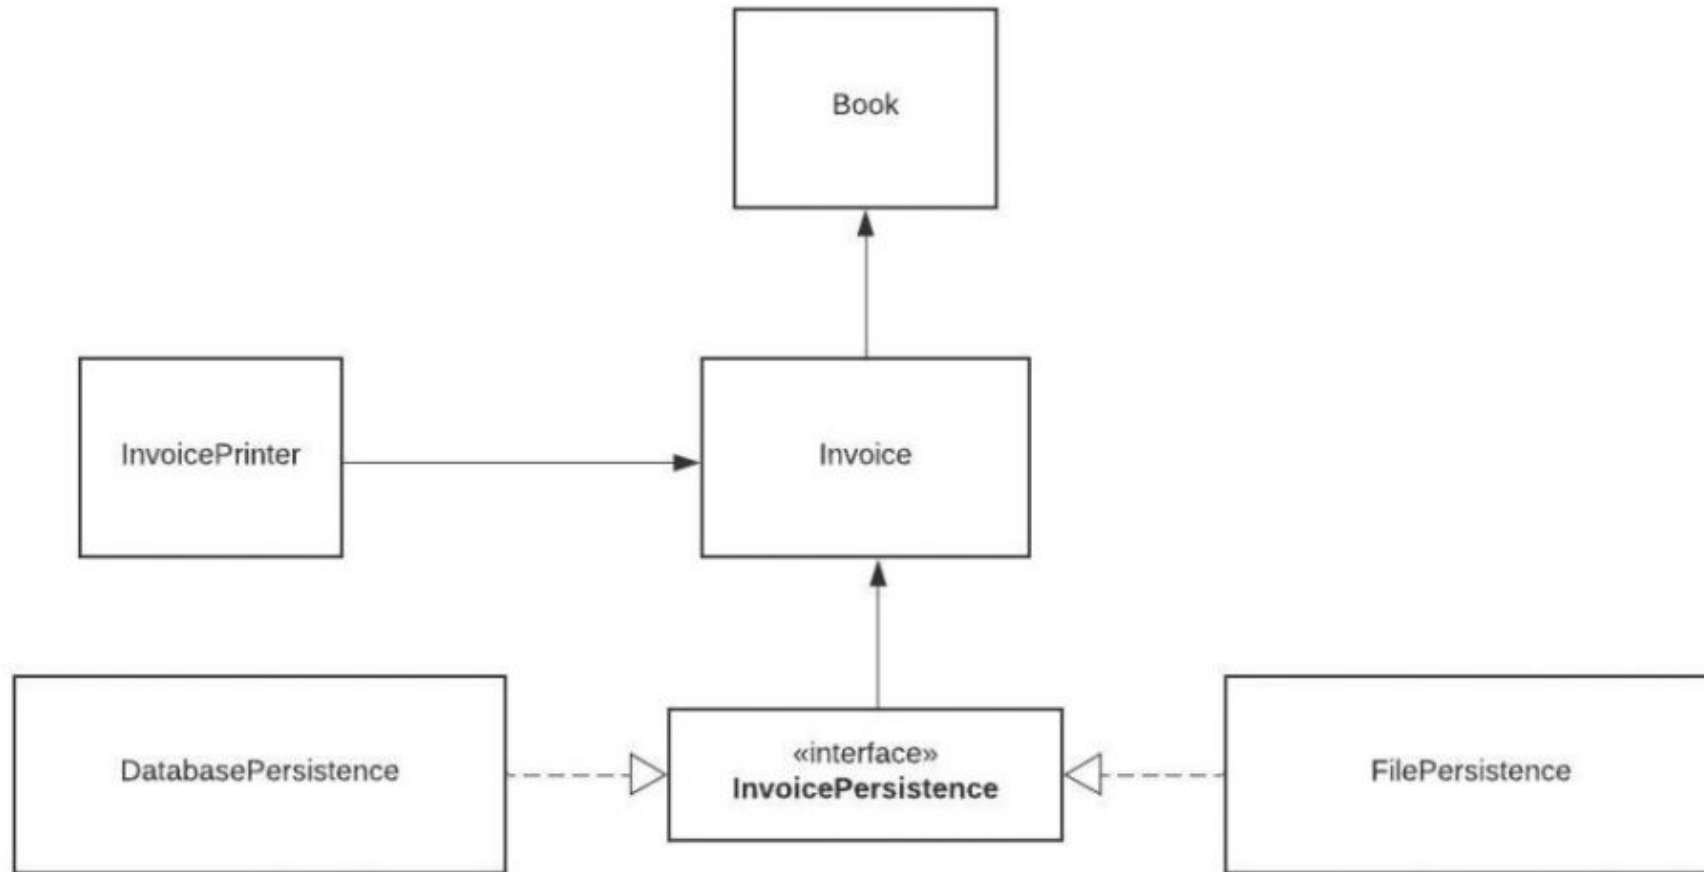 Book
InvoicePrinter
Invoice
DatabasePersistence
«interface»
InvoicePersistence
FilePersistence